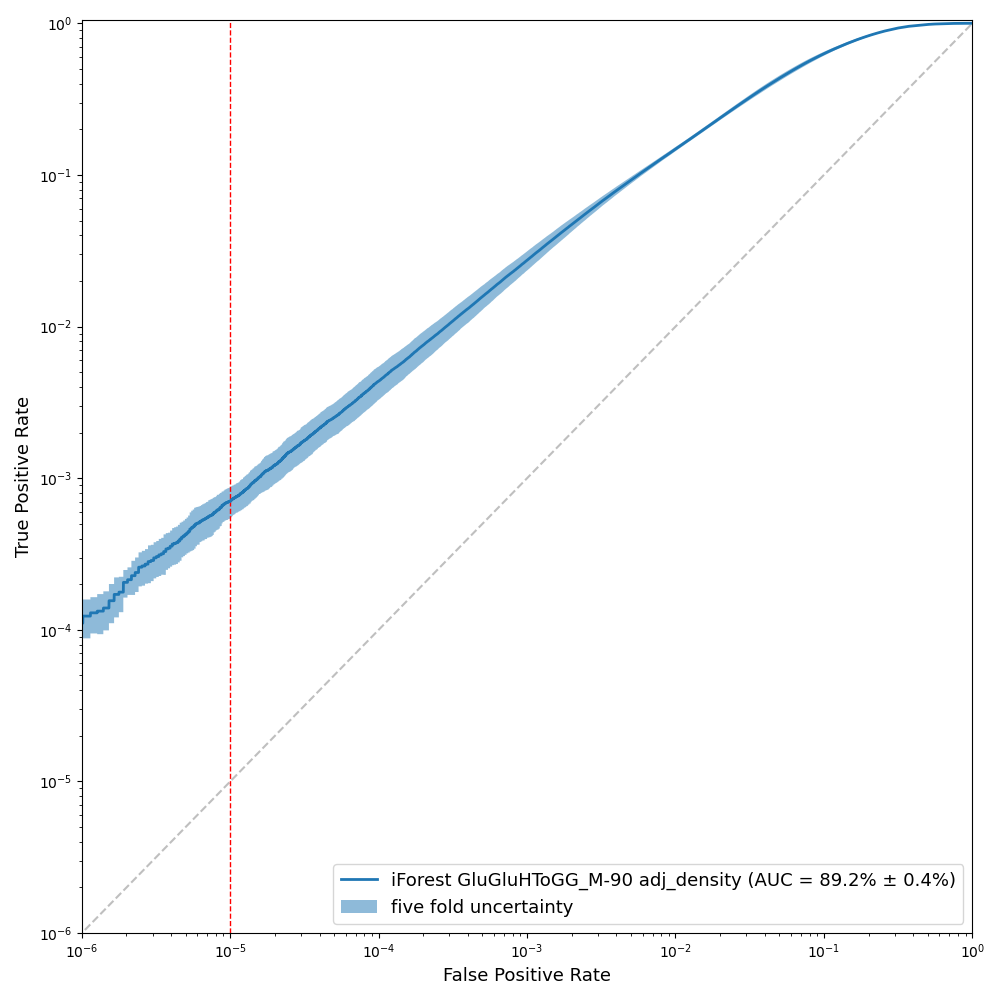 10⁰
10⁻¹
10⁻²
10⁻³
10⁻⁴
10⁻⁵
10⁻⁶
True Positive Rate
iForest GluGluHToGG_M-90 adj_density (AUC = 89.2% ± 0.4%)
five fold uncertainty
10⁻⁶ 10⁻⁵ 10⁻⁴ 10⁻³ 10⁻² 10⁻¹ 10⁰
False Positive Rate